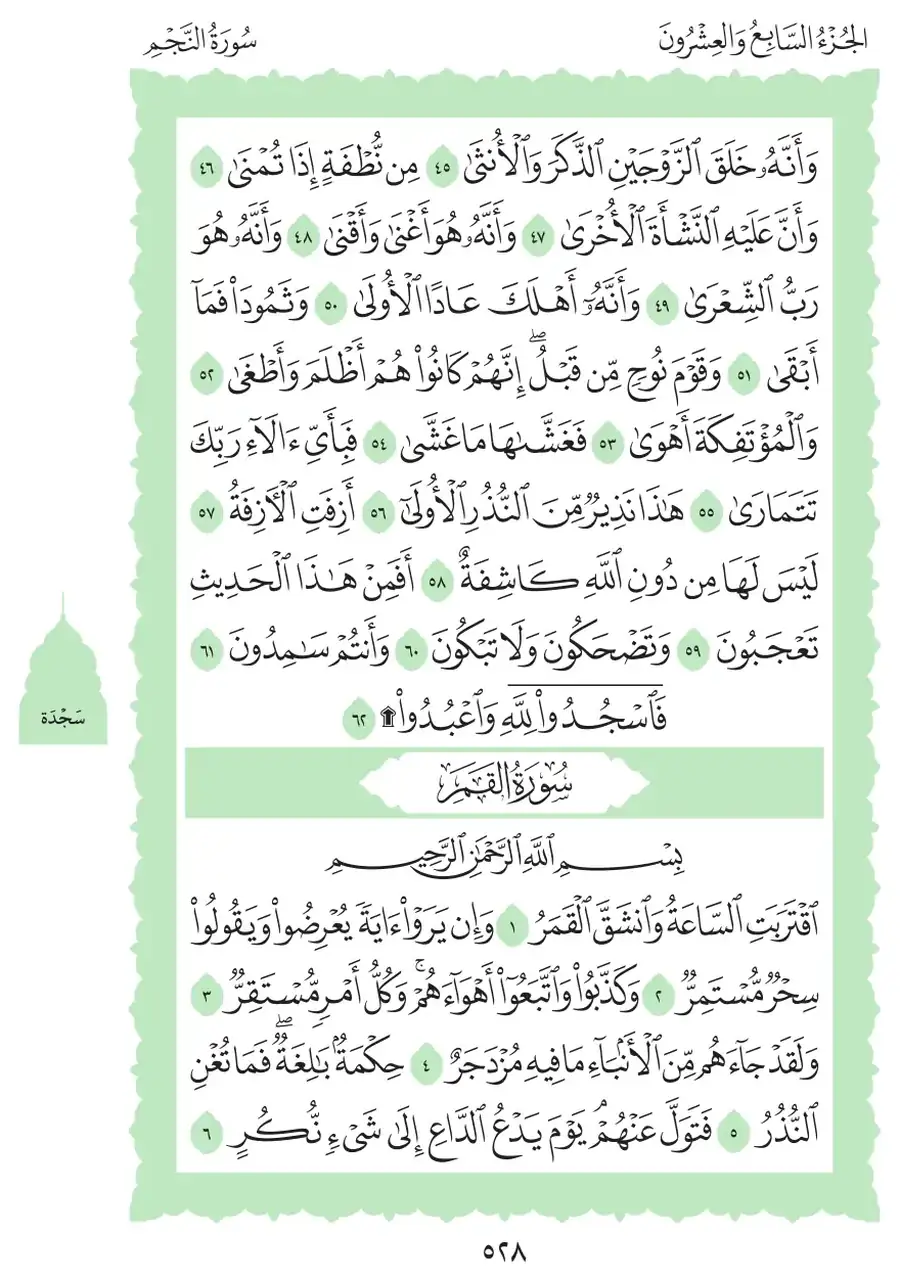 الجُزْءُ السَّابِعُ وَالعِشْرُونَ
سُورَةُ النَّجْمِ
وَأَنَّهُۥ خَلَقَ ٱلزَّوْجَيْنِ ٱلذَّكَرَ وَٱلْأُنثَىٰ ٤٥ مِن نُّطْفَةٍ إِذَا تُمْنَىٰ ٤٦
وَأَنَّ عَلَيْهِ ٱلنَّشْأَةَ ٱلْأُخْرَىٰ ٤٧ وَأَنَّهُۥ هُوَ أَغْنَىٰ وَأَقْنَىٰ ٤٨ وَأَنَّهُۥ هُوَ
رَبُّ ٱلشِّعْرَىٰ ٤٩ وَأَنَّهُۥٓ أَهْلَكَ عَادًا ٱلْأُولَىٰ ٥٠ وَثَمُودَا۟ فَمَآ
أَبْقَىٰ ٥١ وَقَوْمَ نُوحٍ مِّن قَبْلُ ۖ إِنَّهُمْ كَانُوا۟ هُمْ أَظْلَمَ وَأَطْغَىٰ ٥٢
وَٱلْمُؤْتَفِكَةَ أَهْوَىٰ ٥٣ فَغَشَّىٰهَا مَا غَشَّىٰ ٥٤ فَبِأَىِّ ءَالَآءِ رَبِّكَ
تَتَمَارَىٰ ٥٥ هَٰذَا نَذِيرٌ مِّنَ ٱلنُّذُرِ ٱلْأُولَىٰٓ ٥٦ أَزِفَتِ ٱلْـَٔازِفَةُ ٥٧
لَيْسَ لَهَا مِن دُونِ ٱللَّهِ كَاشِفَةٌ ٥٨ أَفَمِنْ هَٰذَا ٱلْحَدِيثِ
تَعْجَبُونَ ٥٩ وَتَضْحَكُونَ وَلَا تَبْكُونَ ٦٠ وَأَنتُمْ سَٰمِدُونَ ٦١
فَٱسْجُدُوا۟ لِلَّهِ وَٱعْبُدُوا۟ ۩ ٦٢
سَجْدَة
سُورَةُ القَمَرِ
بِسْمِ ٱللَّهِ ٱلرَّحْمَٰنِ ٱلرَّحِيمِ
ٱقْتَرَبَتِ ٱلسَّاعَةُ وَٱنشَقَّ ٱلْقَمَرُ ١ وَإِن يَرَوْا۟ ءَايَةً يُعْرِضُوا۟ وَيَقُولُوا۟
سِحْرٌ مُّسْتَمِرٌّ ٢ وَكَذَّبُوا۟ وَٱتَّبَعُوٓا۟ أَهْوَآءَهُمْ ۚ وَكُلُّ أَمْرٍ مُّسْتَقِرٌّ ٣
وَلَقَدْ جَآءَهُم مِّنَ ٱلْأَنۢبَآءِ مَا فِيهِ مُزْدَجَرٌ ٤ حِكْمَةٌۢ بَٰلِغَةٌ ۖ فَمَا تُغْنِ
ٱلنُّذُرُ ٥ فَتَوَلَّ عَنْهُمْ ۘ يَوْمَ يَدْعُ ٱلدَّاعِ إِلَىٰ شَىْءٍ نُّكُرٍ ٦
٥٢٨